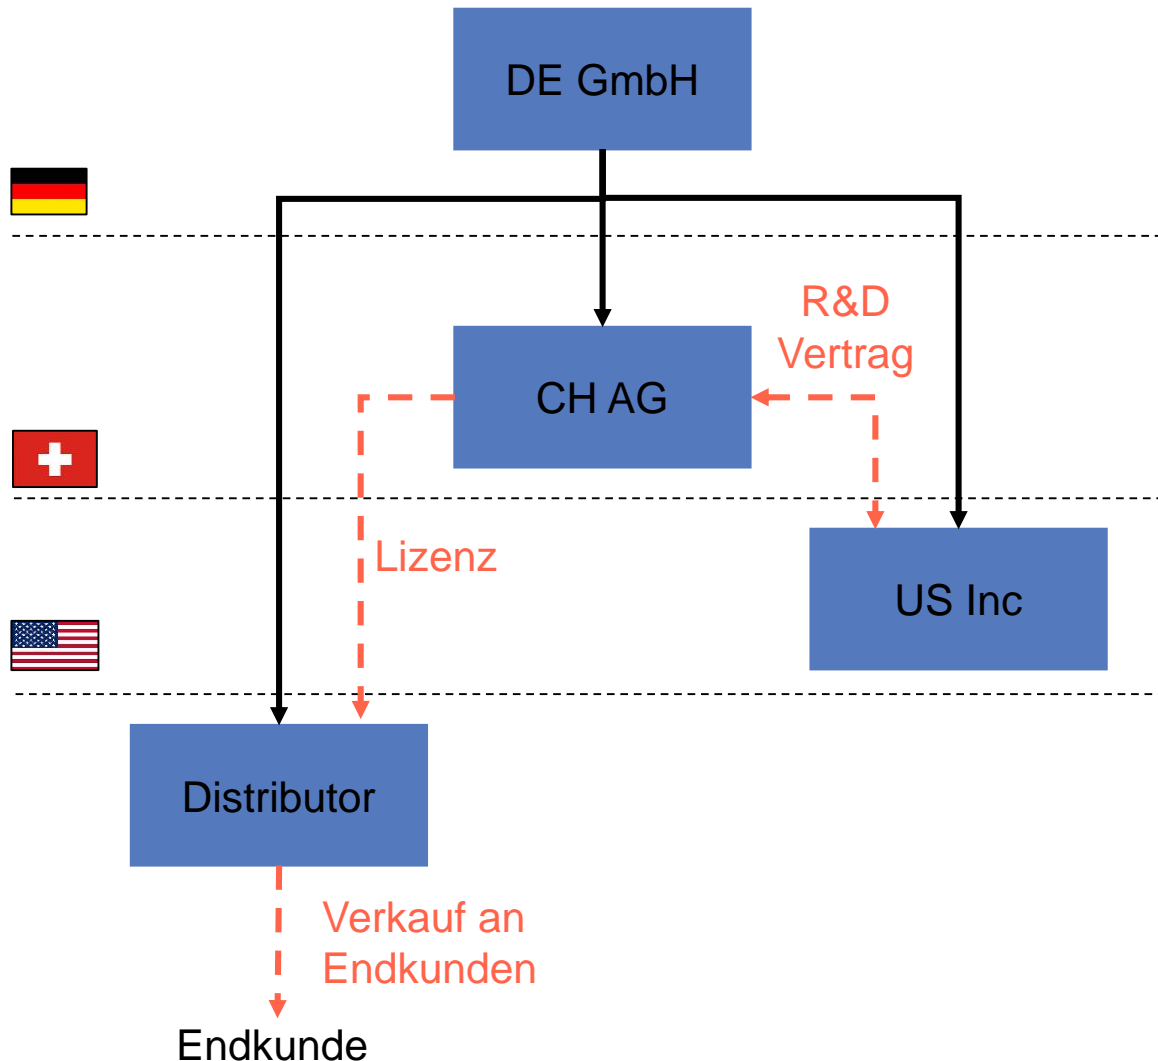 DE GmbH
R&D
Vertrag
CH AG
Lizenz
US Inc
Distributor
Verkauf an
Endkunden
Endkunde